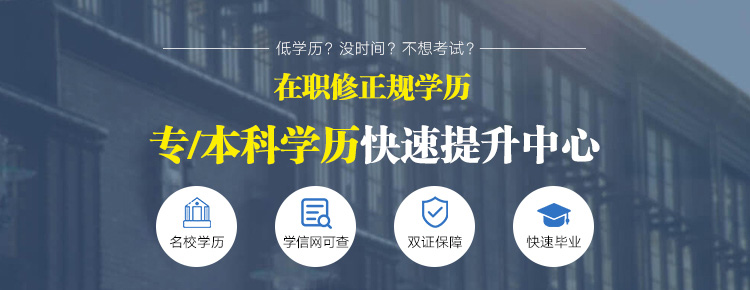 低学历？没时间？不想考试？
在职修正规学历
专/本科学历快速提升中心
名校学历
学信网可查
双证保障
快速毕业